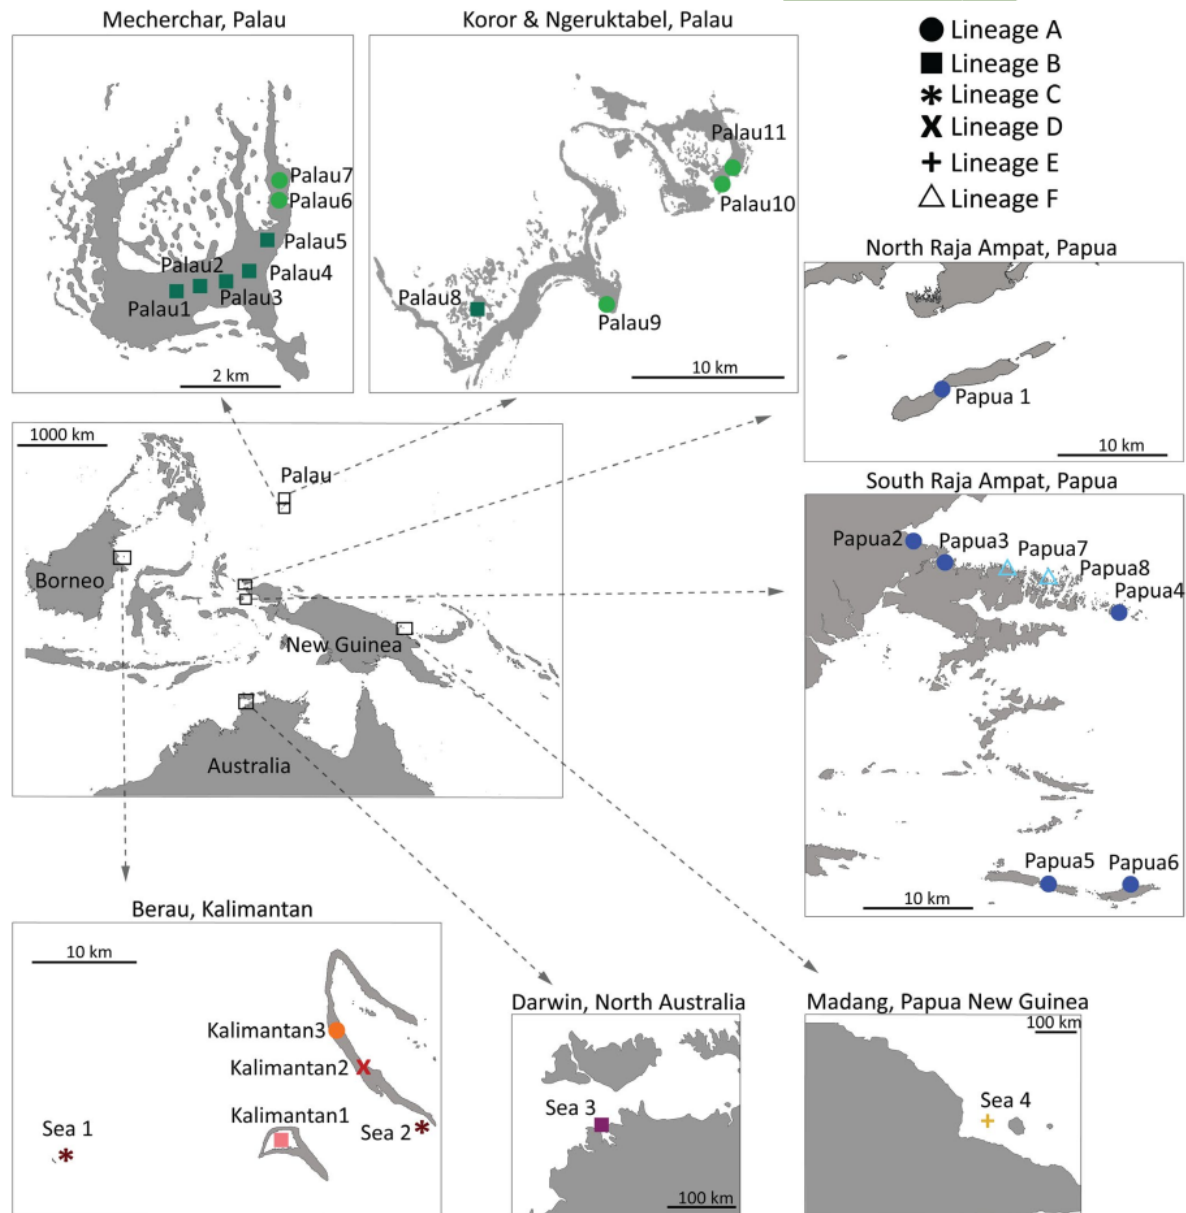 Mecherchar, Palau
Palau7
Palau6
Palau5
Palau2
Palau4
Palau3
Palau1
2 km
Koror & Ngeruktabel, Palau
Palau11
Palau10
Palau8
Palau9
10 km
Lineage A
Lineage B
Lineage C
Lineage D
Lineage E
Lineage F
North Raja Ampat, Papua
Papua 1
10 km
1000 km
Palau
Borneo
New Guinea
Australia
South Raja Ampat, Papua
Papua2
Papua3
Papua7
Papua8
Papua4
Papua5
Papua6
10 km
Berau, Kalimantan
10 km
Kalimantan3
Kalimantan2
Kalimantan1
Sea 1
Sea 2
Darwin, North Australia
Sea 3
100 km
Madang, Papua New Guinea
100 km
Sea 4